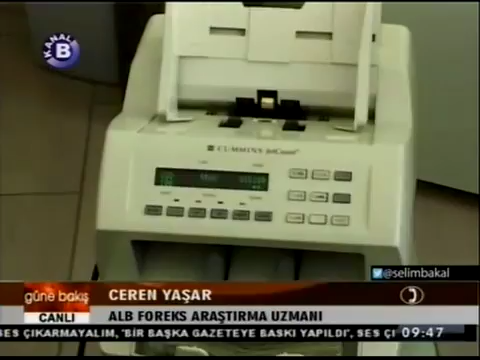 KANAL B
CUMMINS JetCount
@selimbakal
güne bakış
CEREN YAŞAR
CANLI
ALB FOREKS ARAŞTIRMA UZMANI
SES ÇIKARMAYALIM, "BİR BAŞKA GAZETEYE BASKI YAPILDI", SES Çİ
09:47